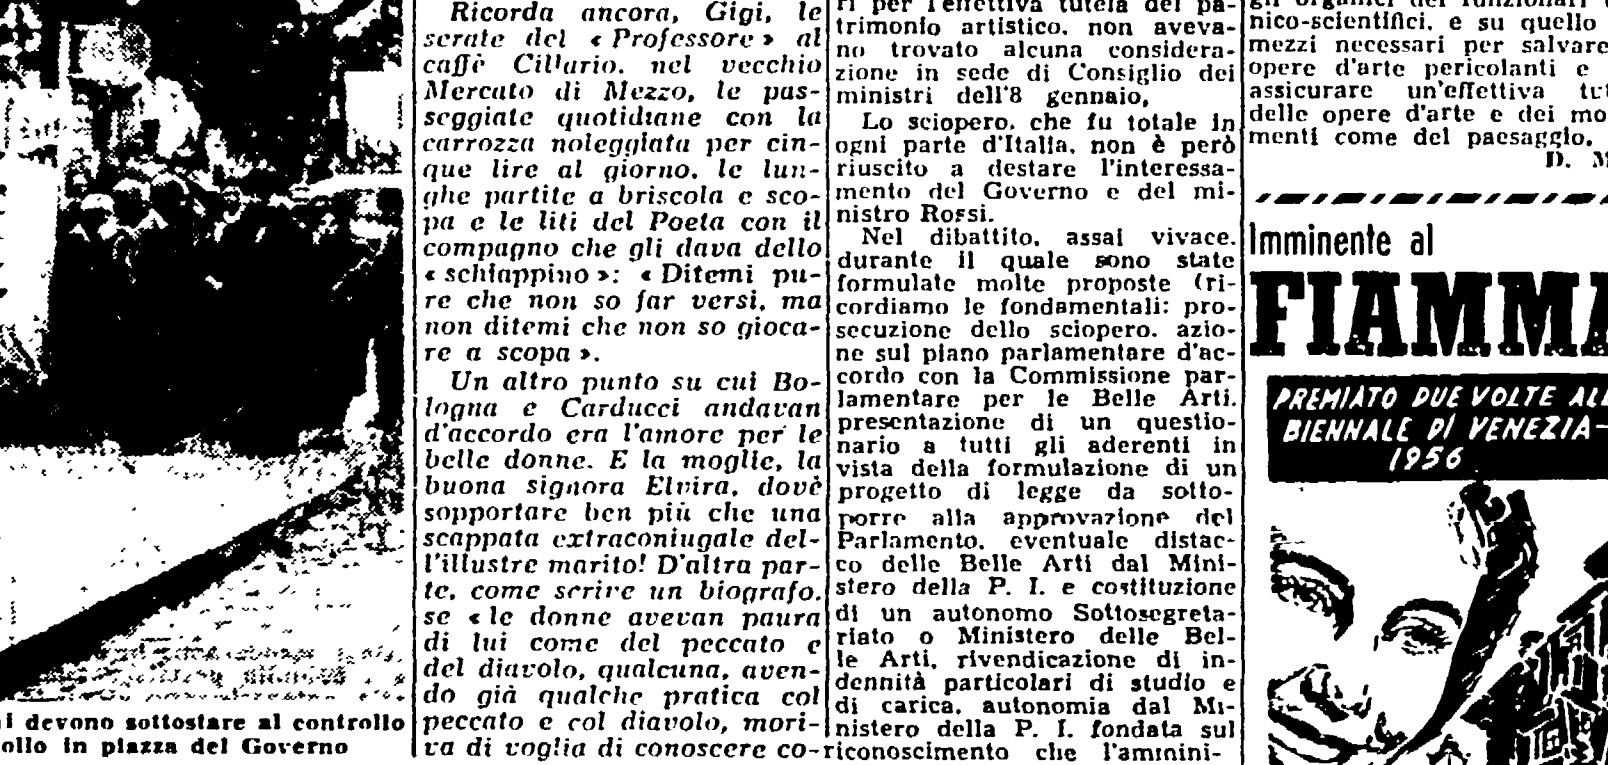 Ricorda ancora, Gigi, le
serate del « Professore » al
caffè Cillario, nel vecchio
Mercato di Mezzo, le pas-
seggiate quotidiane con la
carrozza noleggiata per cin-
que lire al giorno, le lun-
ghe partite a briscola e sco-
pa e le liti del Poeta con il
compagno che gli dava dello
« schiappino »: « Ditemi pu-
re che non so far versi, ma
non ditemi che non so gioca-
re a scopa ».
Un altro punto su cui Bo-
logna e Carducci andavan
d'accordo era l'amore per le
belle donne. E la moglie, la
buona signora Elvira, dovè
sopportare ben più che una
scappata extraconiugale del-
l'illustre marito! D'altra par-
te, come scrive un biografo,
se « le donne avevan paura
di lui come del peccato e
del diavolo, qualcuna, aven-
do già qualche pratica col
peccato e col diavolo, mori-
va di voglia di conoscere co-
i devono sottostare al controllo
ollo in piazza del Governo
ri per l'effettiva tutela del pa-
trimonio artistico, non aveva-
no trovato alcuna considera-
zione in sede di Consiglio dei
ministri dell'8 gennaio,
Lo sciopero, che fu totale in
ogni parte d'Italia, non è però
riuscito a destare l'interessa-
mento del Governo e del mi-
nistro Rossi.
Nel dibattito, assai vivace,
durante il quale sono state
formulate molte proposte (ri-
cordiamo le fondamentali: pro-
secuzione dello sciopero, azio-
ne sul piano parlamentare d'ac-
cordo con la Commissione par-
lamentare per le Belle Arti,
presentazione di un questio-
nario a tutti gli aderenti in
vista della formulazione di un
progetto di legge da sotto-
porre alla approvazione del
Parlamento, eventuale distac-
co delle Belle Arti dal Mini-
stero della P. I. e costituzione
di un autonomo Sottosegreta-
riato o Ministero delle Bel-
le Arti, rivendicazione di in-
dennità particolari di studio e
di carica, autonomia dal Mi-
nistero della P. I. fondata sul
riconoscimento che l'ammini-
gli organici dei funzionari
nico-scientifici, e su quello
mezzi necessari per salvare
opere d'arte pericolanti e
assicurare un'effettiva tut
delle opere d'arte e dei mo
menti come del paesaggio.
D. M
Imminente al
FIAMMA
PREMIATO DUE VOLTE ALL
BIENNALE DI VENEZIA-
1956